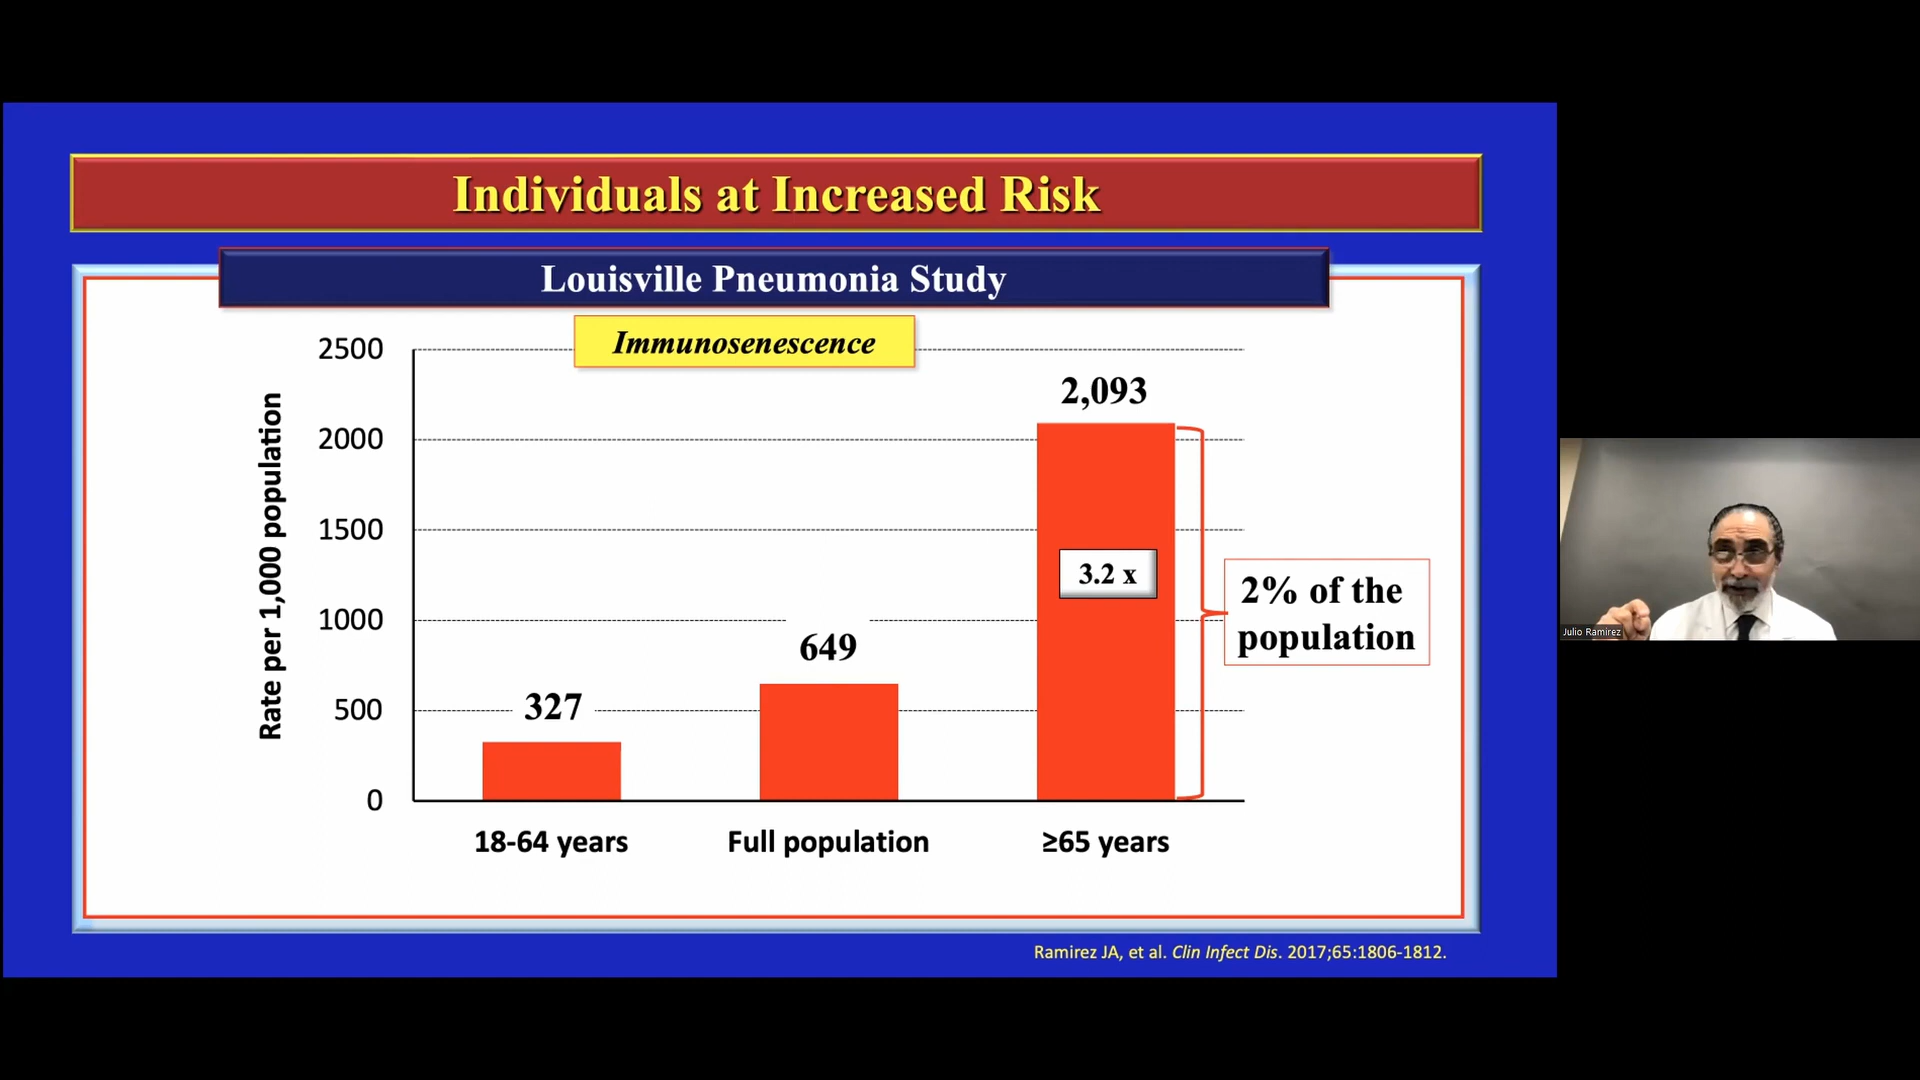 Individuals at Increased Risk
Louisville Pneumonia Study
Immunosenescence
Rate per 1,000 population
2500
2000
1500
1000
500
0
327
649
2,093
3.2 x
2% of the
population
18-64 years
Full population
≥65 years
Ramirez JA, et al. Clin Infect Dis. 2017;65:1806-1812.
Julio Ramirez